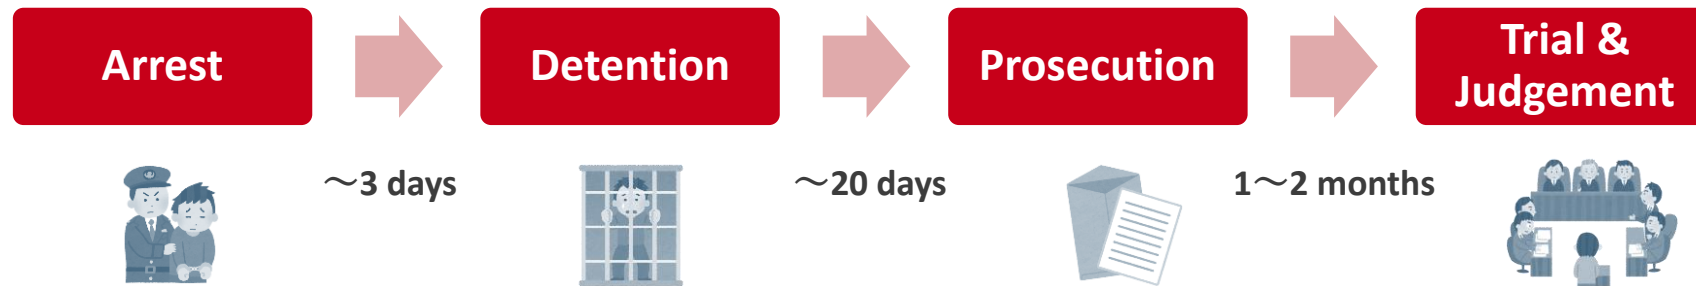 Arrest
Detention
Prosecution
Trial &
Judgement
～3 days
～20 days
1～2 months